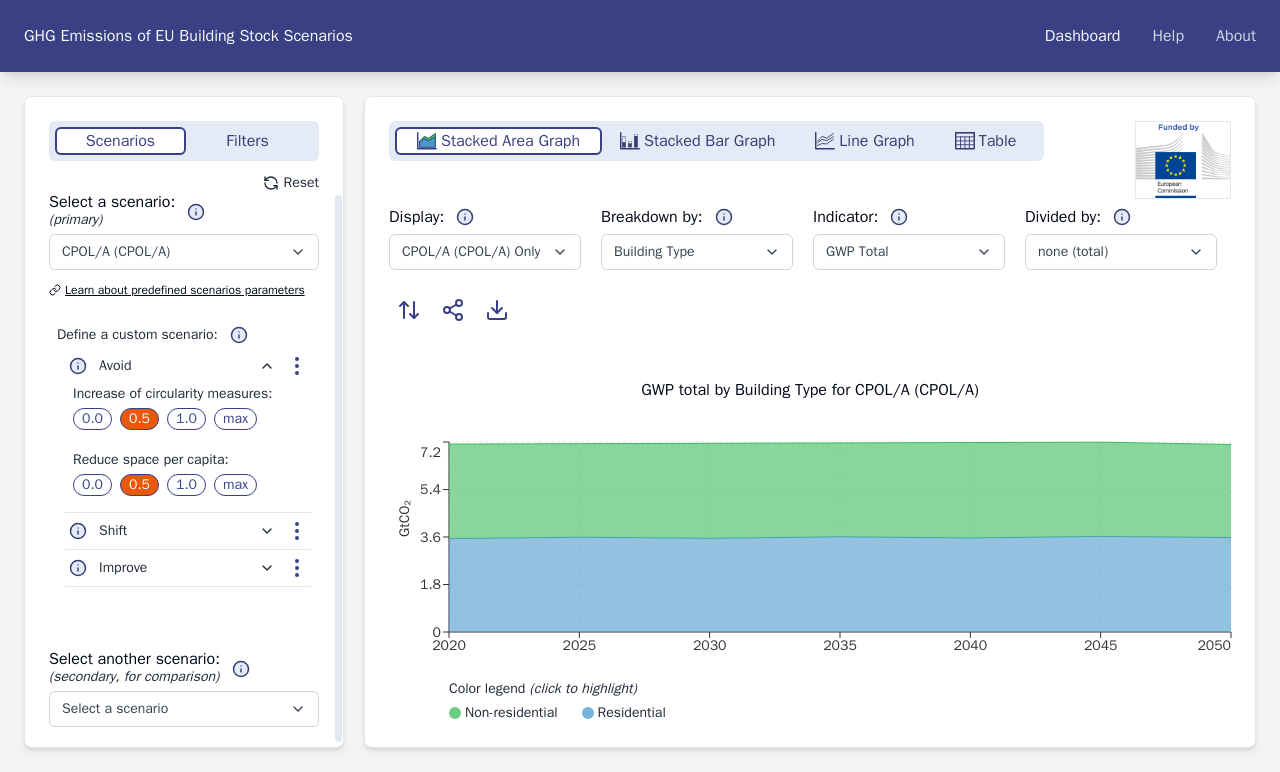 GHG Emissions of EU Building Stock Scenarios
Dashboard
Help
About
Scenarios
Filters
Reset
Select a scenario:
(primary)
CPOL/A (CPOL/A)
Learn about predefined scenarios parameters
Define a custom scenario:
Avoid
Increase of circularity measures:
0.0 0.5 1.0 max
Reduce space per capita:
0.0 0.5 1.0 max
Shift
Improve
Select another scenario:
(secondary, for comparison)
Select a scenario
Stacked Area Graph
Stacked Bar Graph
Line Graph
Table
Funded by
European
Commission
Display:
CPOL/A (CPOL/A) Only
Breakdown by:
Building Type
Indicator:
GWP Total
Divided by:
none (total)
GWP total by Building Type for CPOL/A (CPOL/A)
GtCO₂
7.2
5.4
3.6
1.8
0
2020 2025 2030 2035 2040 2045 2050
Color legend (click to highlight)
Non-residential
Residential